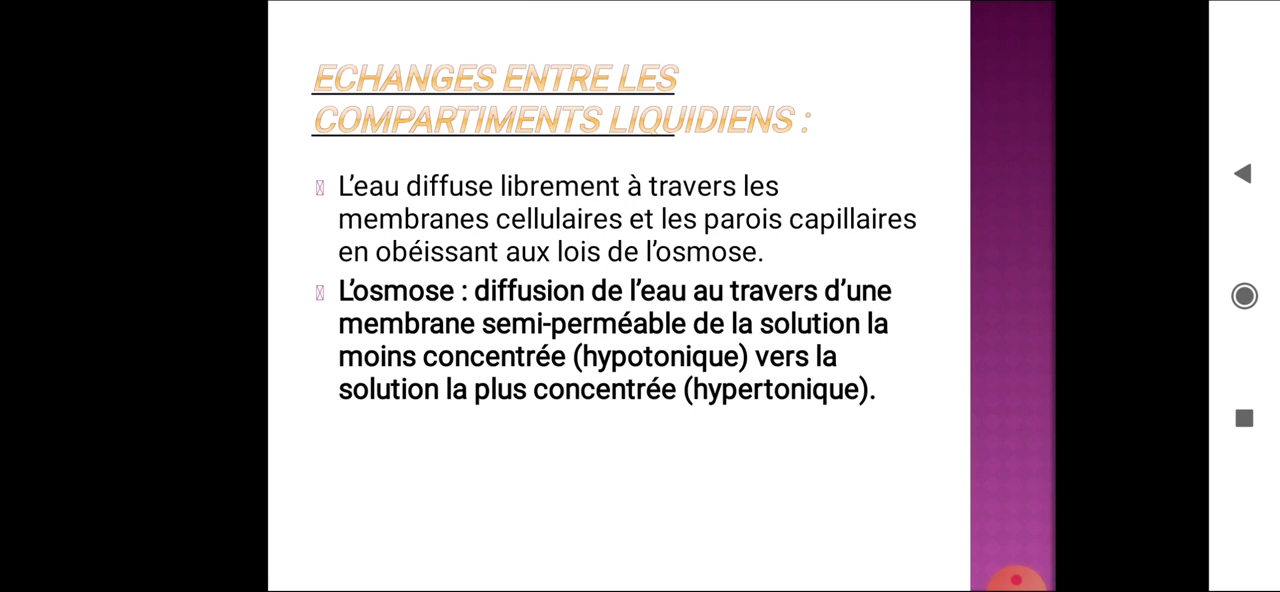 ECHANGES ENTRE LES
COMPARTIMENTS LIQUIDIENS :
L’eau diffuse librement à travers les
membranes cellulaires et les parois capillaires
en obéissant aux lois de l’osmose.
L’osmose : diffusion de l’eau au travers d’une
membrane semi-perméable de la solution la
moins concentrée (hypotonique) vers la
solution la plus concentrée (hypertonique).